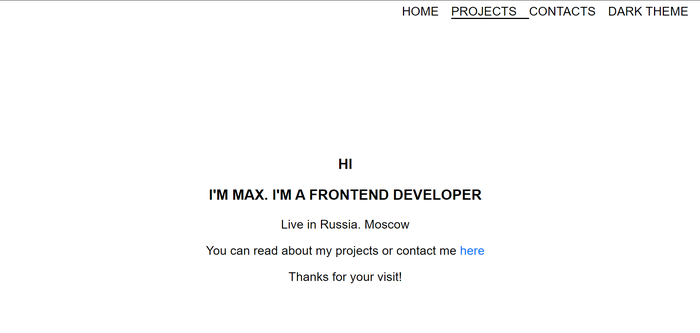 HOME PROJECTS CONTACTS DARK THEME
HI
I'M MAX. I'M A FRONTEND DEVELOPER
Live in Russia. Moscow
You can read about my projects or contact me here
Thanks for your visit!